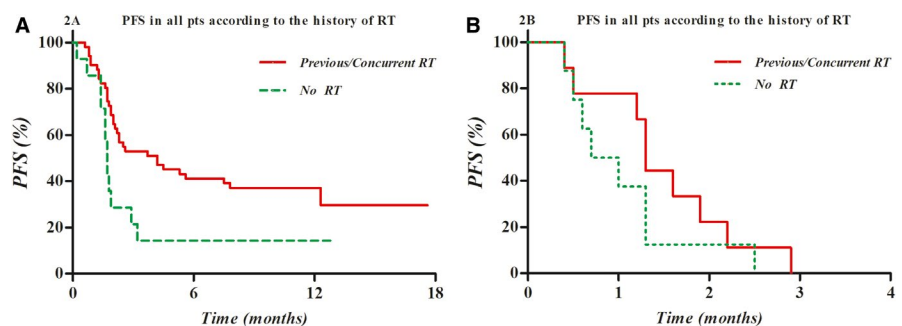 A
2A
PFS in all pts according to the history of RT
100
80
60
40
20
0
PFS (%)
Previous/Concurrent RT
No RT
0
6
12
18
Time (months)
B
2B
PFS in all pts according to the history of RT
100
80
60
40
20
0
PFS (%)
Previous/Concurrent RT
No RT
0
1
2
3
4
Time (months)